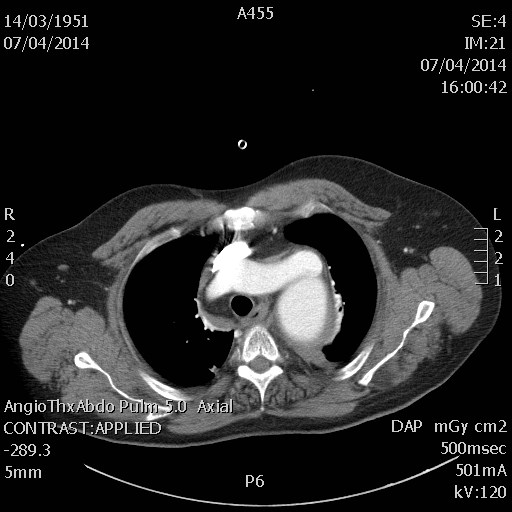 14/03/1951
07/04/2014
A455
SE:4
IM:21
07/04/2014
16:00:42
R
2
4
0
L
2
2
2
1
AngioThxAbdo Pulm 5.0 Axial
CONTRAST:APPLIED
-289.3
5mm
P6
DAP mGy cm2
500msec
501mA
kV:120